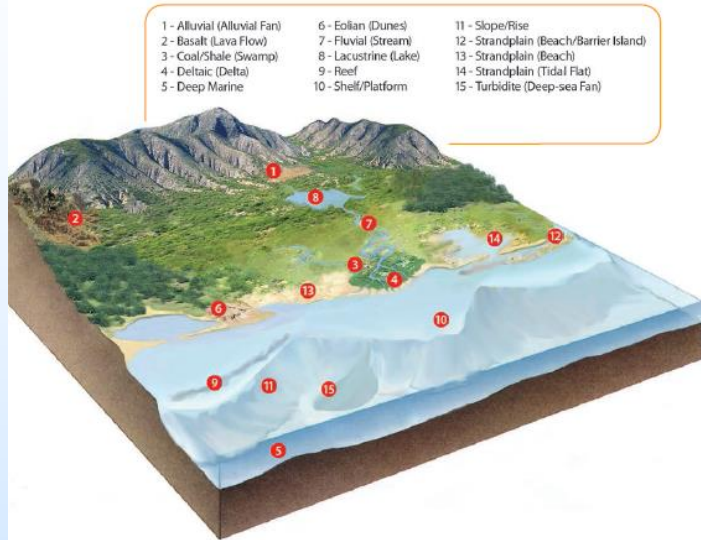 1 - Alluvial (Alluvial Fan)
2 - Basalt (Lava Flow)
3 - Coal/Shale (Swamp)
4 - Deltaic (Delta)
5 - Deep Marine
6 - Eolian (Dunes)
7 - Fluvial (Stream)
8 - Lacustrine (Lake)
9 - Reef
10 - Shelf/Platform
11 - Slope/Rise
12 - Strandplain (Beach/Barrier Island)
13 - Strandplain (Beach)
14 - Strandplain (Tidal Flat)
15 - Turbidite (Deep-sea Fan)
1
8
2
7
14
12
3
4
13
6
10
9
11
15
5